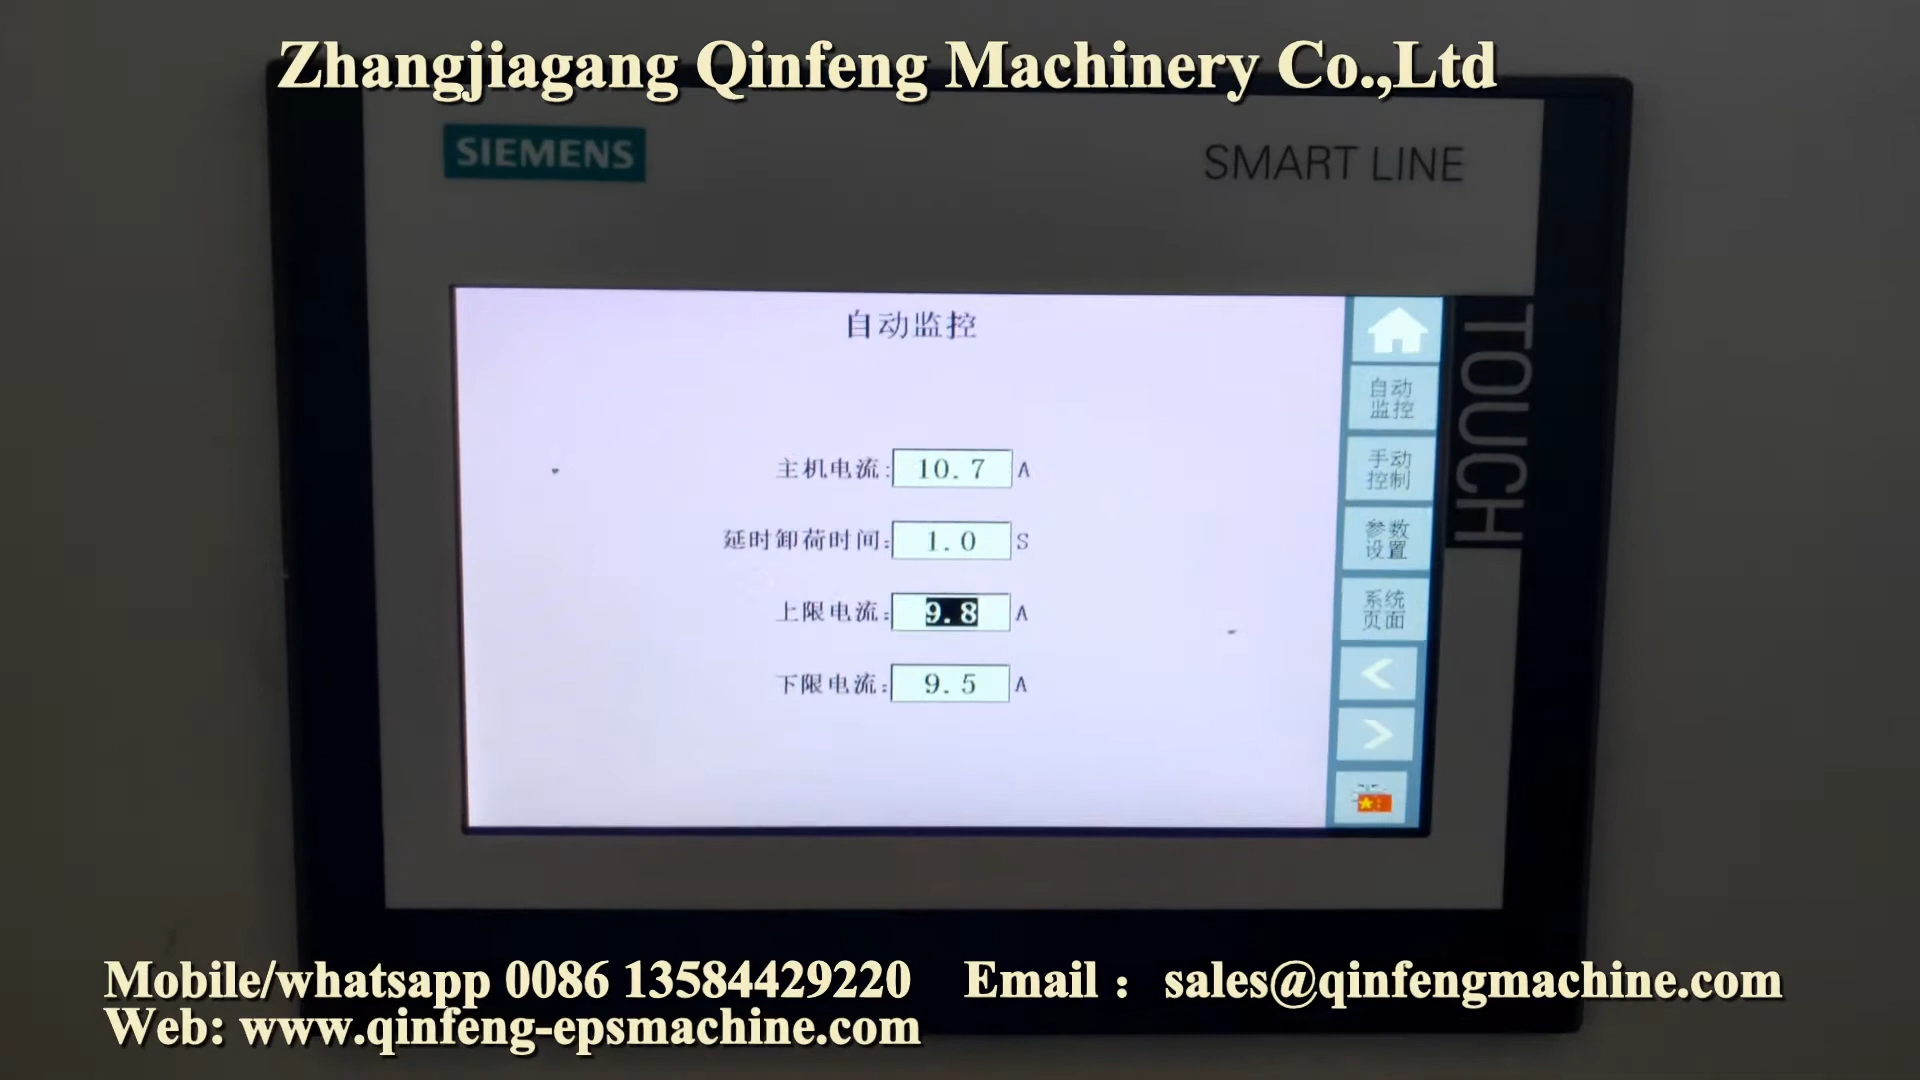 Zhangjiagang Qinfeng Machinery Co.,Ltd
SIEMENS
SMART LINE
TOUCH
自动监控
主机电流: 10.7 A
延时卸荷时间: 1.0 S
上限电流: 9.8 A
下限电流: 9.5 A
自动
监控
手动
控制
参数
设置
系统
页面
<
>
Mobile/whatsapp 0086 13584429220 Email : sales@qinfengmachine.com
Web: www.qinfeng-epsmachine.com